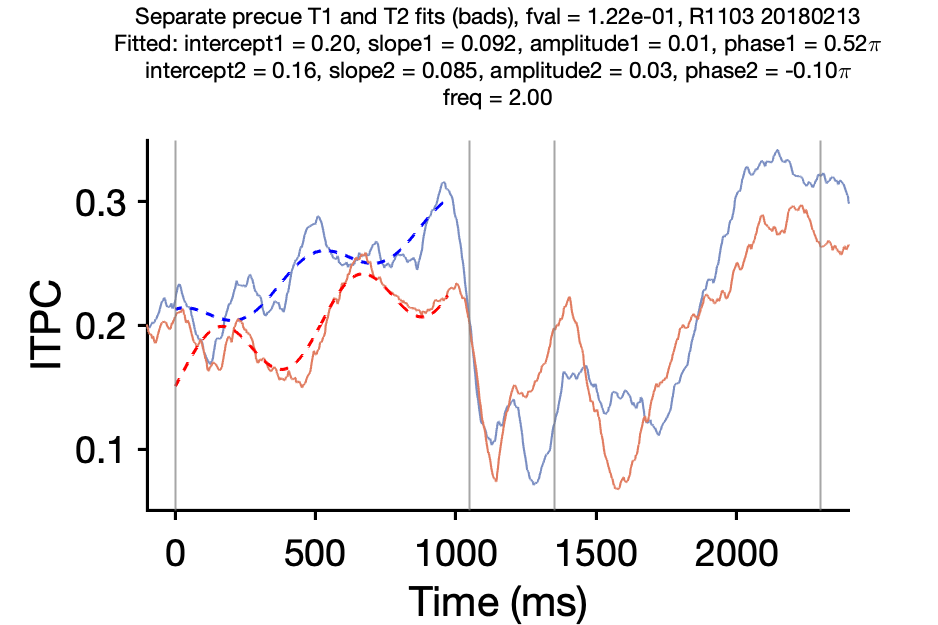 Separate precue T1 and T2 fits (bads), fval = 1.22e-01, R1103 20180213
Fitted: intercept1 = 0.20, slope1 = 0.092, amplitude1 = 0.01, phase1 = 0.52π
intercept2 = 0.16, slope2 = 0.085, amplitude2 = 0.03, phase2 = -0.10π
freq = 2.00
0.3
0.2
0.1
ITPC
0 500 1000 1500 2000
Time (ms)